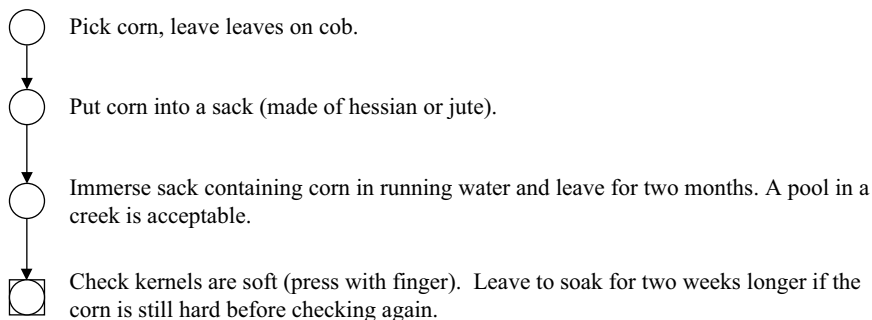 Pick corn, leave leaves on cob.
Put corn into a sack (made of hessian or jute).
Immerse sack containing corn in running water and leave for two months. A pool in a
creek is acceptable.
Check kernels are soft (press with finger).  Leave to soak for two weeks longer if the
corn is still hard before checking again.